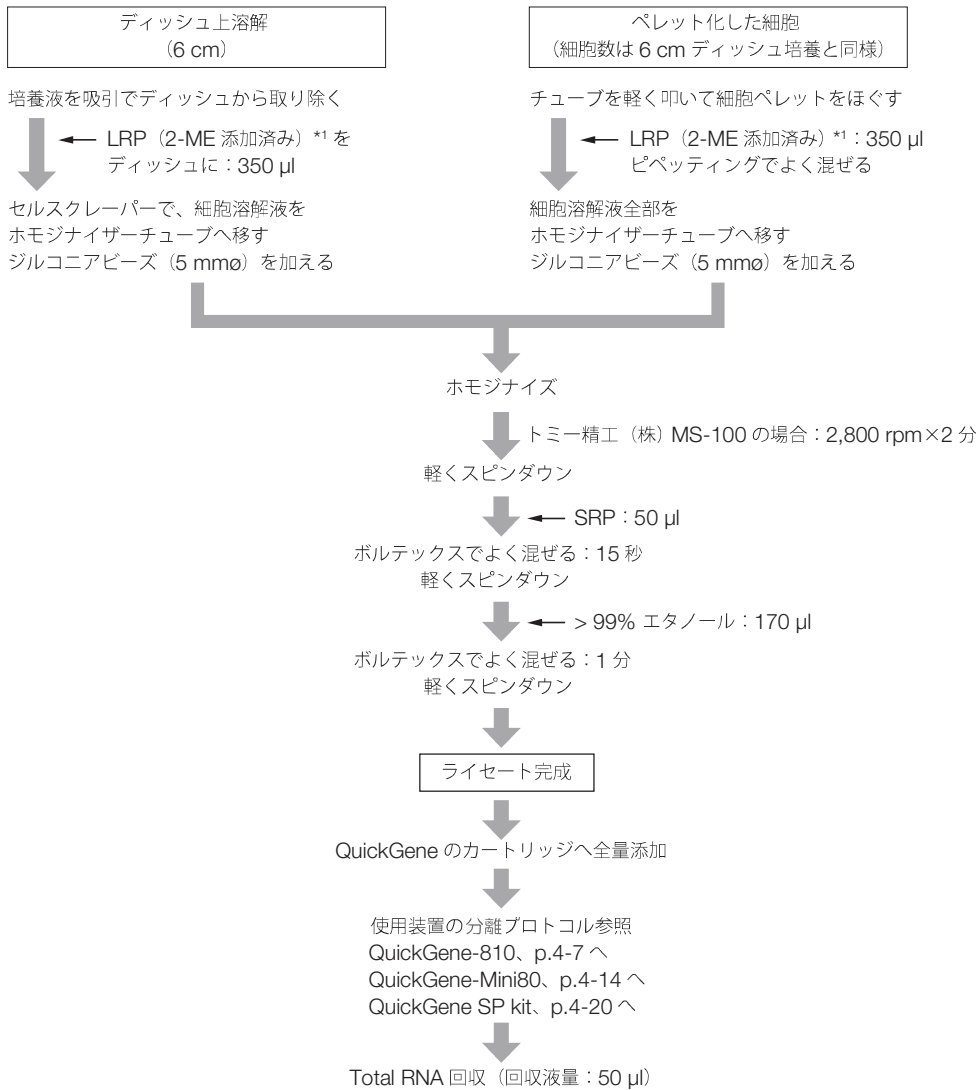 ディッシュ上溶解
（6 cm）
培養液を吸引でディッシュから取り除く
LRP（2-ME 添加済み）*1 を
ディッシュに：350 µl
セルスクレーパーで、細胞溶解液を
ホモジナイザーチューブへ移す
ジルコニアビーズ（5 mmø）を加える
ペレット化した細胞
（細胞数は 6 cm ディッシュ培養と同様）
チューブを軽く叩いて細胞ペレットをほぐす
LRP（2-ME 添加済み）*1：350 µl
ピペッティングでよく混ぜる
細胞溶解液全部を
ホモジナイザーチューブへ移す
ジルコニアビーズ（5 mmø）を加える
ホモジナイズ
トミー精工（株）MS-100 の場合：2,800 rpm×2 分
軽くスピンダウン
SRP：50 µl
ボルテックスでよく混ぜる：15 秒
軽くスピンダウン
> 99% エタノール：170 µl
ボルテックスでよく混ぜる：1 分
軽くスピンダウン
ライセート完成
QuickGene のカートリッジへ全量添加
使用装置の分離プロトコル参照
QuickGene-810、p.4-7 へ
QuickGene-Mini80、p.4-14 へ
QuickGene SP kit、p.4-20 へ
Total RNA 回収（回収液量：50 µl）